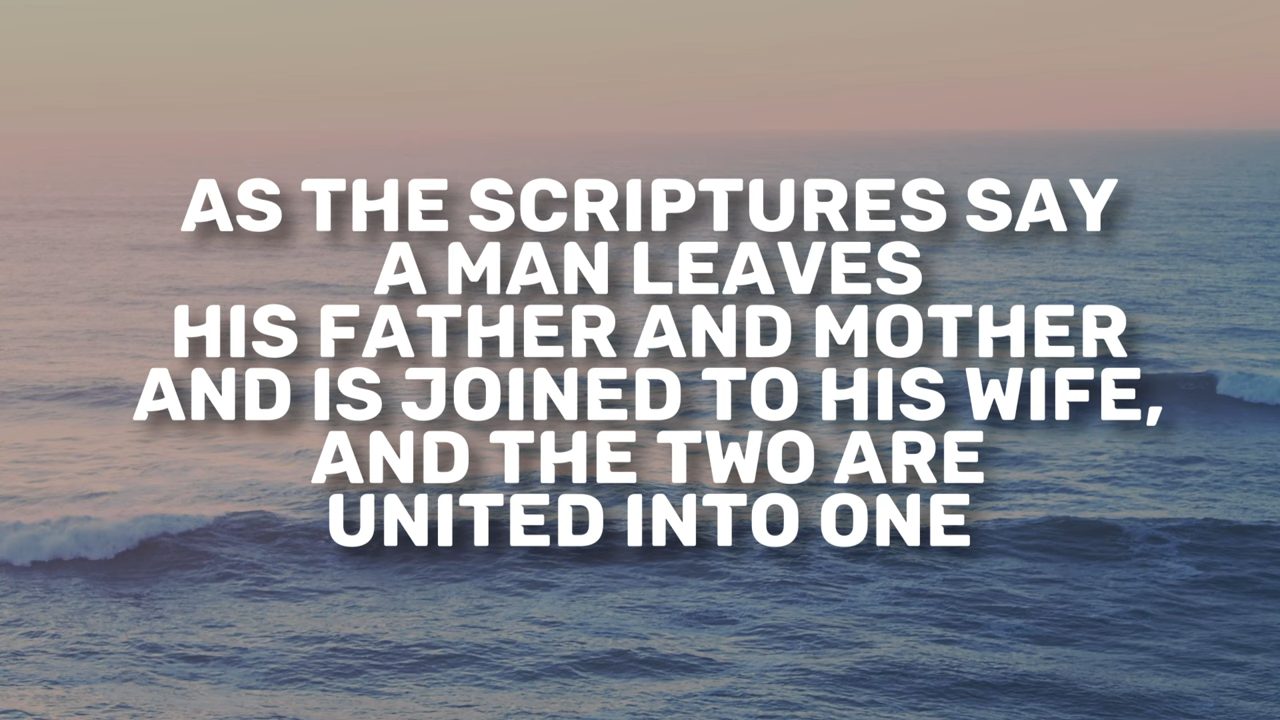 AS THE SCRIPTURES SAY
A MAN LEAVES
HIS FATHER AND MOTHER
AND IS JOINED TO HIS WIFE,
AND THE TWO ARE
UNITED INTO ONE